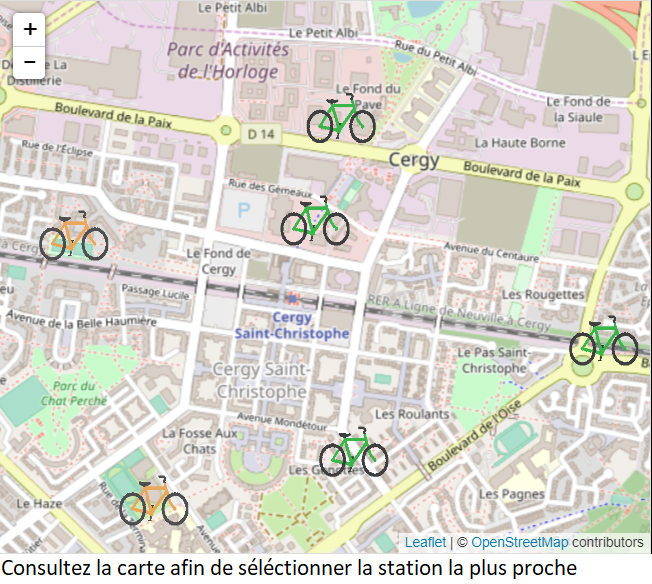 Le Petit Albi
+
Le Petit Albi
Rue du Petit Albi
Parc d'Activités
de l'Horloge
−
De La
Distillerie
Le Fond du
Pave
Le Fond de
la Siaule
Boulevard de la Paix
D 14
La Haute Borne
Rue de l'Éclipse
Cergy
Boulevard de la Paix
Rue des Gémeaux
P
Avenue du Centaure
Le Fond de
Cergy
Passage Lucile
Les Rougettes
Cergy
Saint-Christophe
RER A Ligne de Neuville à Cergy
Avenue de la Belle Haumière
Le Pas Saint-
Christophe
Cergy Saint-
Christophe
Parc du
Chat Perché
Les Roulants
Avenue Mondétour
Boulevard de l'Oise
La Fosse Aux
Chats
Les Genottes
Le Haze
Les Pagnes
Leaflet | © OpenStreetMap contributors
Consultez la carte afin de séléctionner la station la plus proche